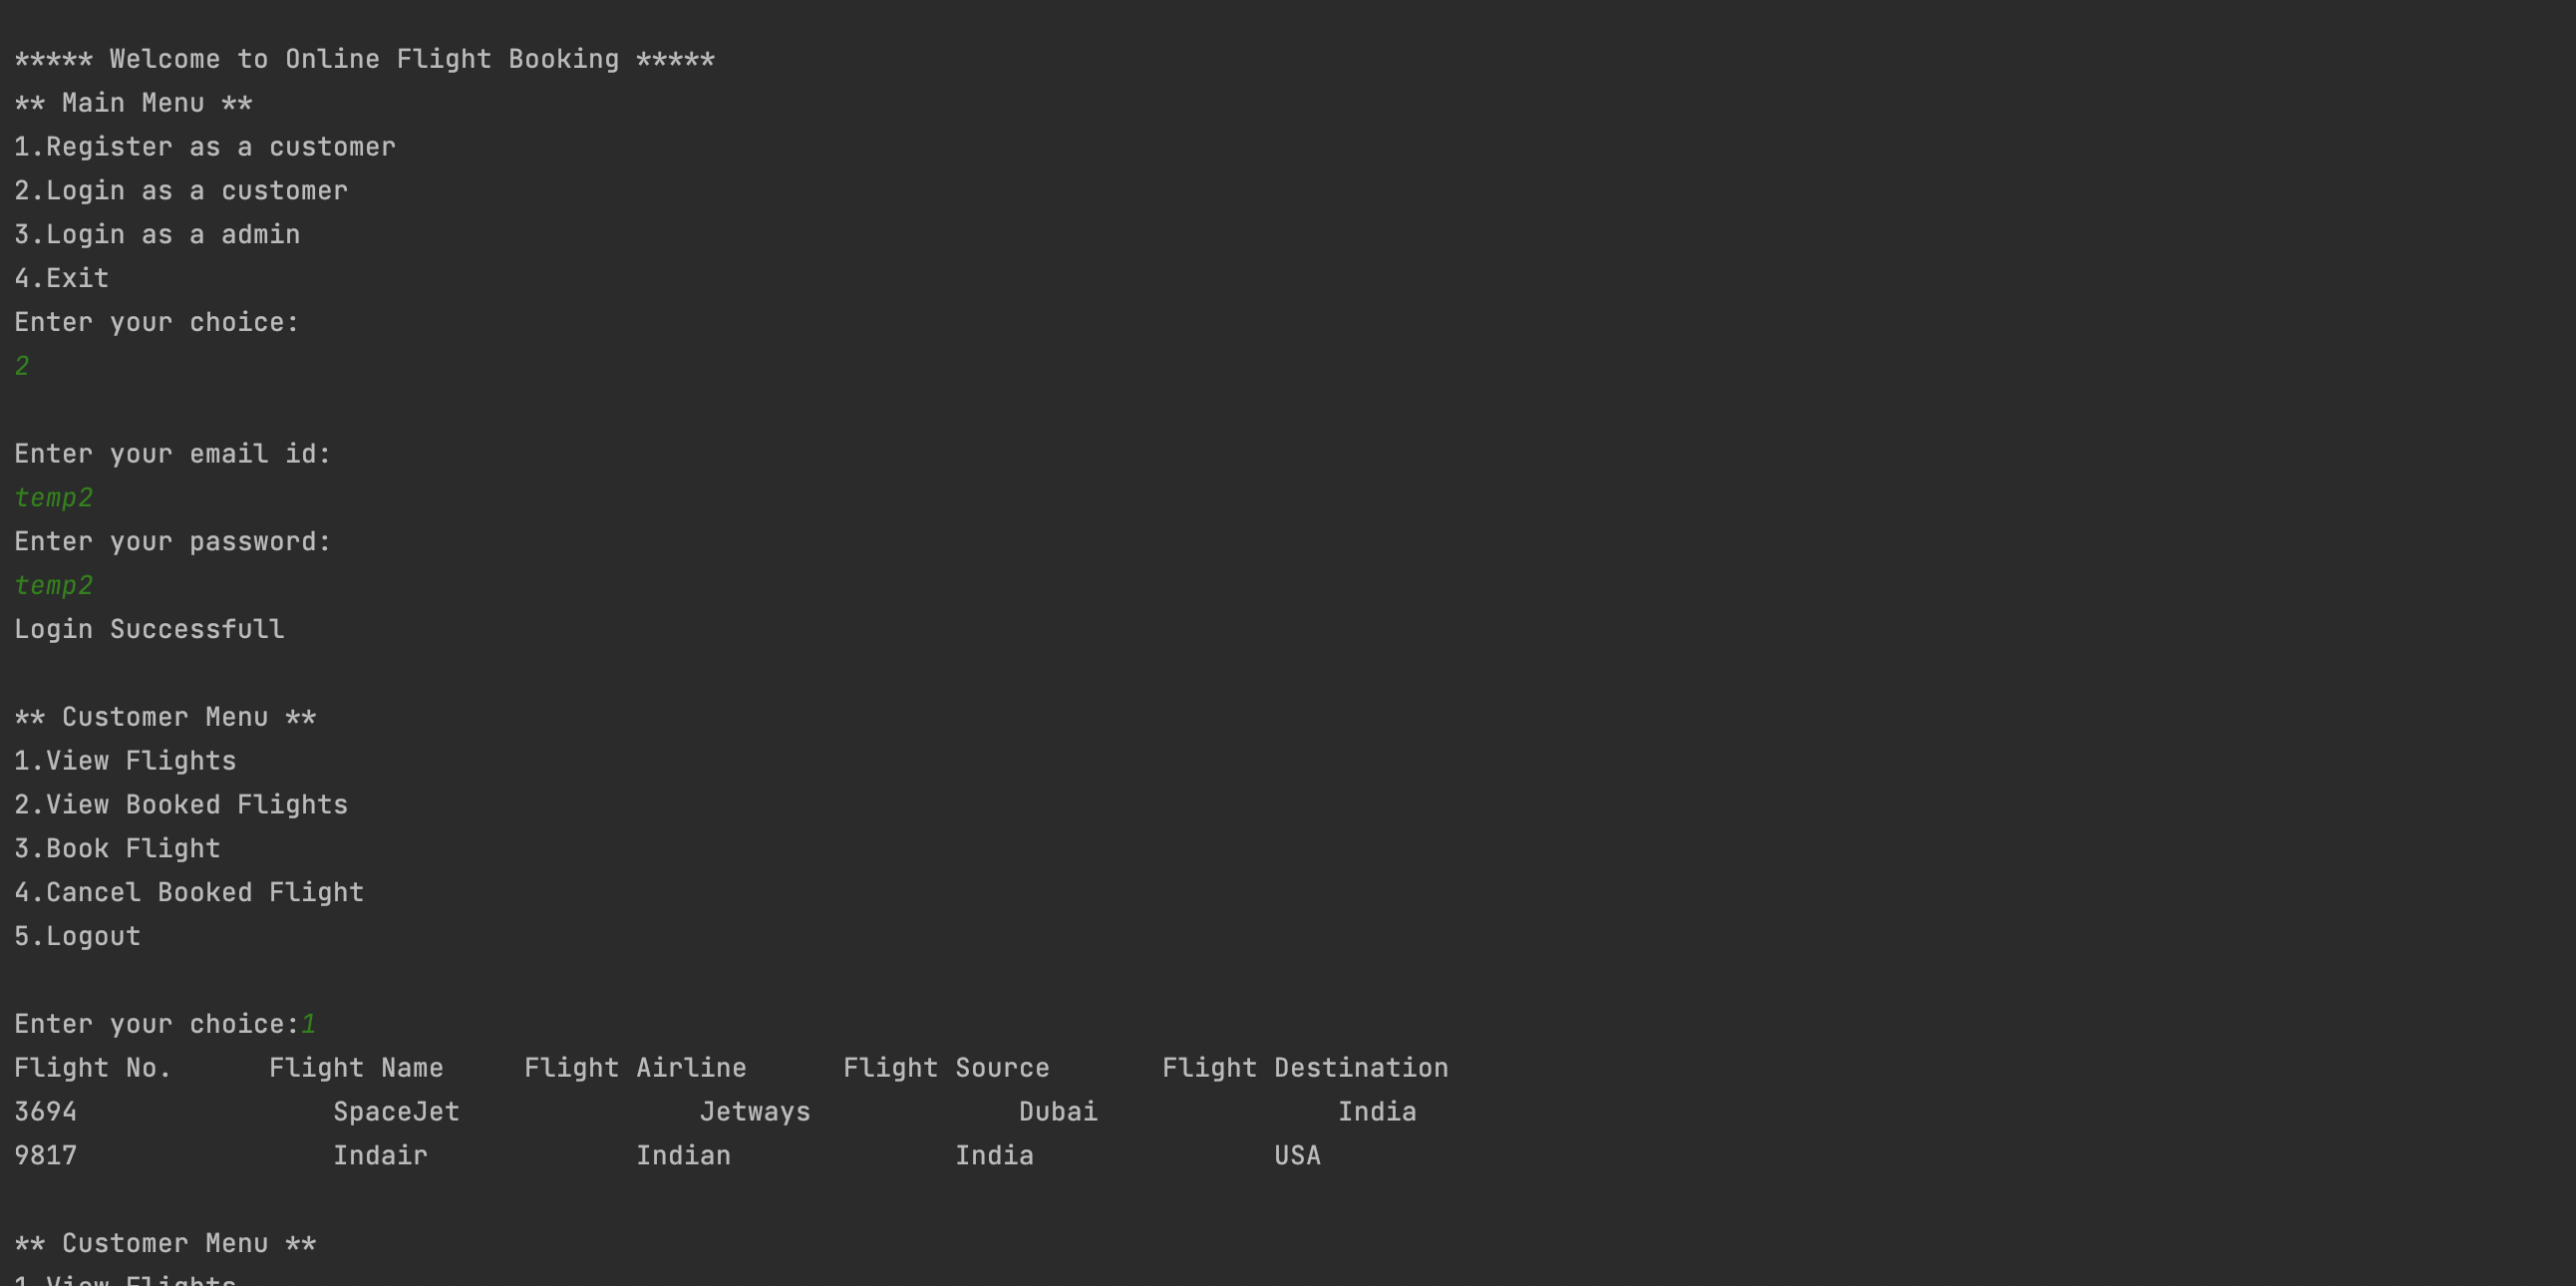 ***** Welcome to Online Flight Booking *****
** Main Menu **
1.Register as a customer
2.Login as a customer
3.Login as a admin
4.Exit
Enter your choice:
2
Enter your email id:
temp2
Enter your password:
temp2
Login Successfull
** Customer Menu **
1.View Flights
2.View Booked Flights
3.Book Flight
4.Cancel Booked Flight
5.Logout
Enter your choice:1
Flight No.      Flight Name     Flight Airline      Flight Source       Flight Destination
3694                SpaceJet               Jetways             Dubai               India
9817                Indair             Indian              India               USA
** Customer Menu **
1.View Flights